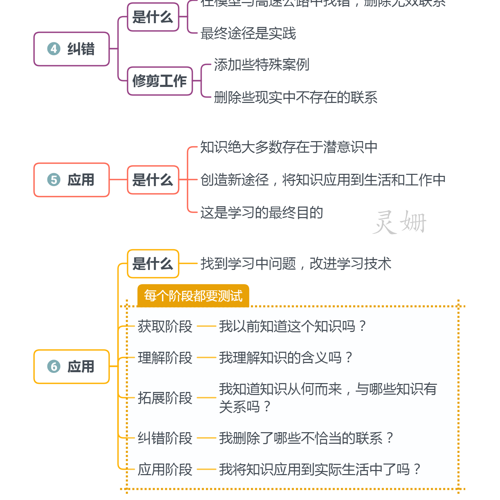 在模型与高速公路中找错，删除无效联系
是什么
最终途径是实践
4 纠错
添加些特殊案例
修剪工作
删除些现实中不存在的联系
知识绝大多数存在于潜意识中
5 应用
是什么
创造新途径，将知识应用到生活和工作中
这是学习的最终目的
灵姗
是什么
找到学习中问题，改进学习技术
每个阶段都要测试
获取阶段 我以前知道这个知识吗？
理解阶段 我理解知识的含义吗？
6 应用
拓展阶段 我知道知识从何而来，与哪些知识有
关系吗？
纠错阶段 我删除了哪些不恰当的联系？
应用阶段 我将知识应用到实际生活中了吗？